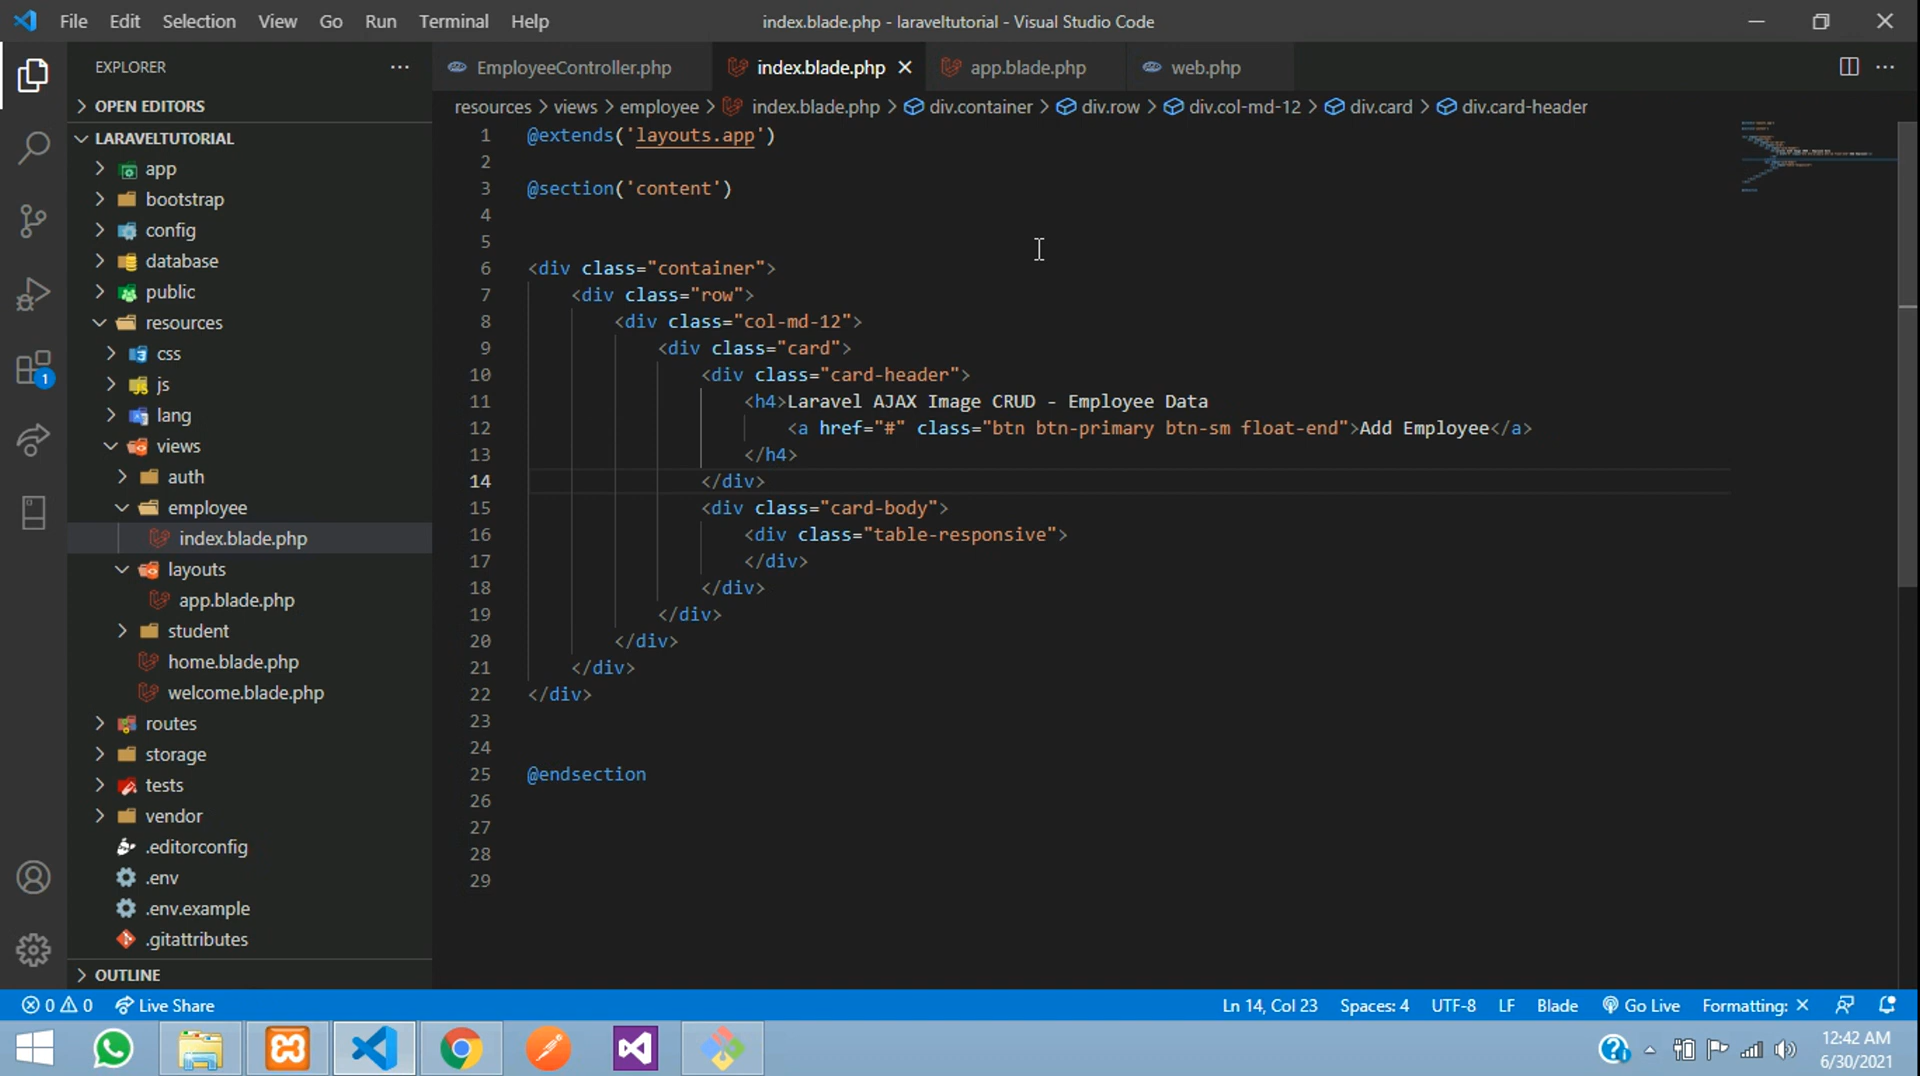 File Edit Selection View Go Run Terminal Help
index.blade.php - laraveltutorial - Visual Studio Code
EXPLORER
EmployeeController.php
index.blade.php
app.blade.php
web.php
resources > views > employee > index.blade.php > div.container > div.row > div.col-md-12 > div.card > div.card-header
OPEN EDITORS
LARAVELTUTORIAL
app
bootstrap
config
database
public
resources
css
js
lang
views
auth
employee
index.blade.php
layouts
app.blade.php
student
home.blade.php
welcome.blade.php
routes
storage
tests
vendor
.editorconfig
.env
.env.example
.gitattributes
OUTLINE
1
1 @extends('layouts.app')
2
3 @section('content')
4
5
6 <div class="container">
7 <div class="row">
8 <div class="col-md-12">
9 <div class="card">
10 <div class="card-header">
11 <h4>Laravel AJAX Image CRUD - Employee Data
12 <a href="#" class="btn btn-primary btn-sm float-end">Add Employee</a>
13 </h4>
14 </div>
15 <div class="card-body">
16 <div class="table-responsive">
17 </div>
18 </div>
19 </div>
20 </div>
21 </div>
22 </div>
23
24
25 @endsection
26
27
28
29
0 0 Live Share
Ln 14, Col 23 Spaces: 4 UTF-8 LF Blade Go Live Formatting: ×
12:42 AM
6/30/2021